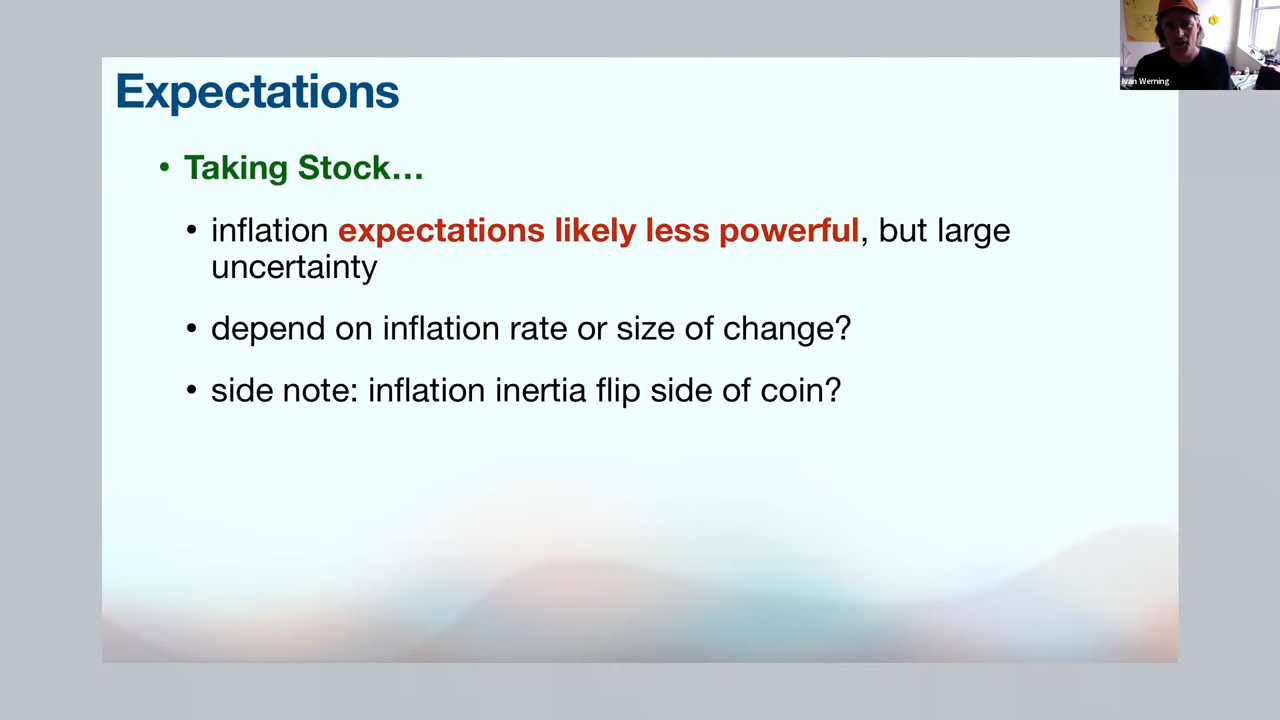 Ivan Werning
Expectations
• Taking Stock...
• inflation expectations likely less powerful, but large
uncertainty
• depend on inflation rate or size of change?
• side note: inflation inertia flip side of coin?